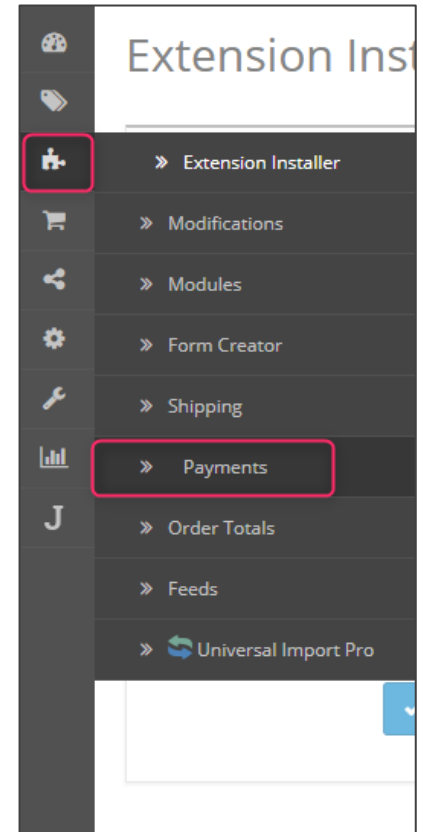 Extension Inst
» Extension Installer
» Modifications
» Modules
» Form Creator
» Shipping
» Payments
» Order Totals
» Feeds
» Universal Import Pro
J